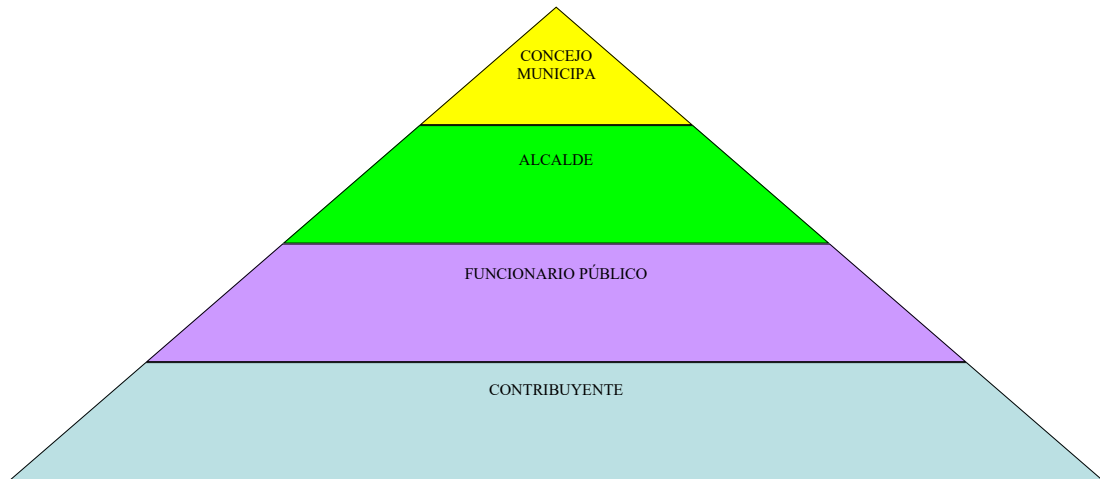 CONCEJO
MUNICIPA
ALCALDE
FUNCIONARIO PÚBLICO
CONTRIBUYENTE